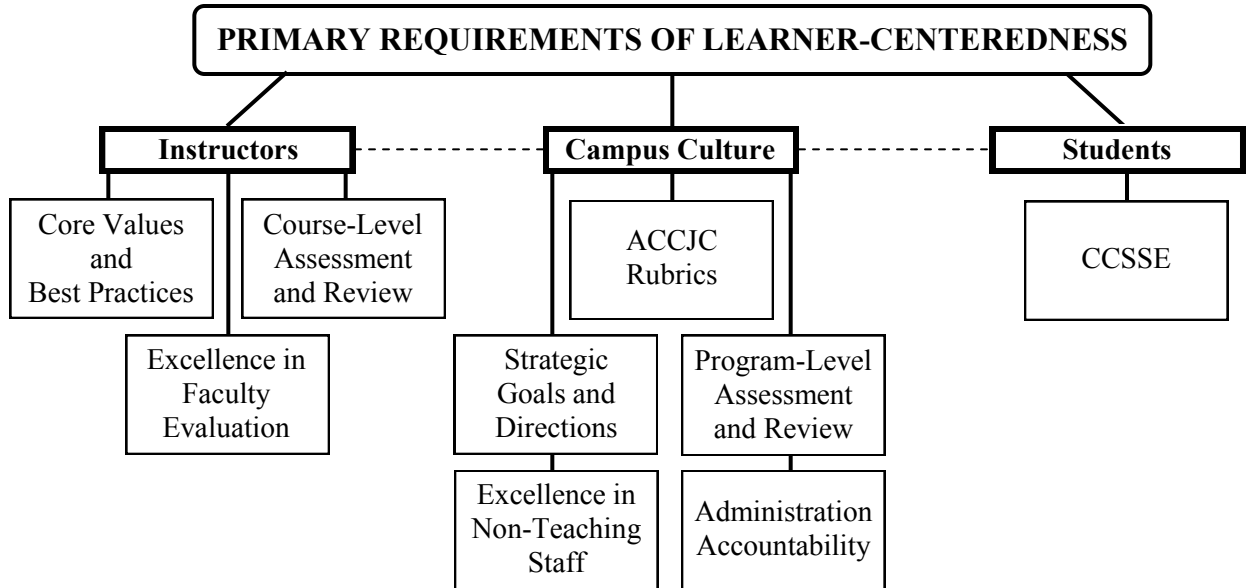 PRIMARY REQUIREMENTS OF LEARNER-CENTEREDNESS
Instructors
Campus Culture
Students
Core Values
and
Best Practices
Course-Level
Assessment
and Review
Excellence in
Faculty
Evaluation
ACCJC
Rubrics
Strategic
Goals and
Directions
Program-Level
Assessment
and Review
Excellence in
Non-Teaching
Staff
Administration
Accountability
CCSSE